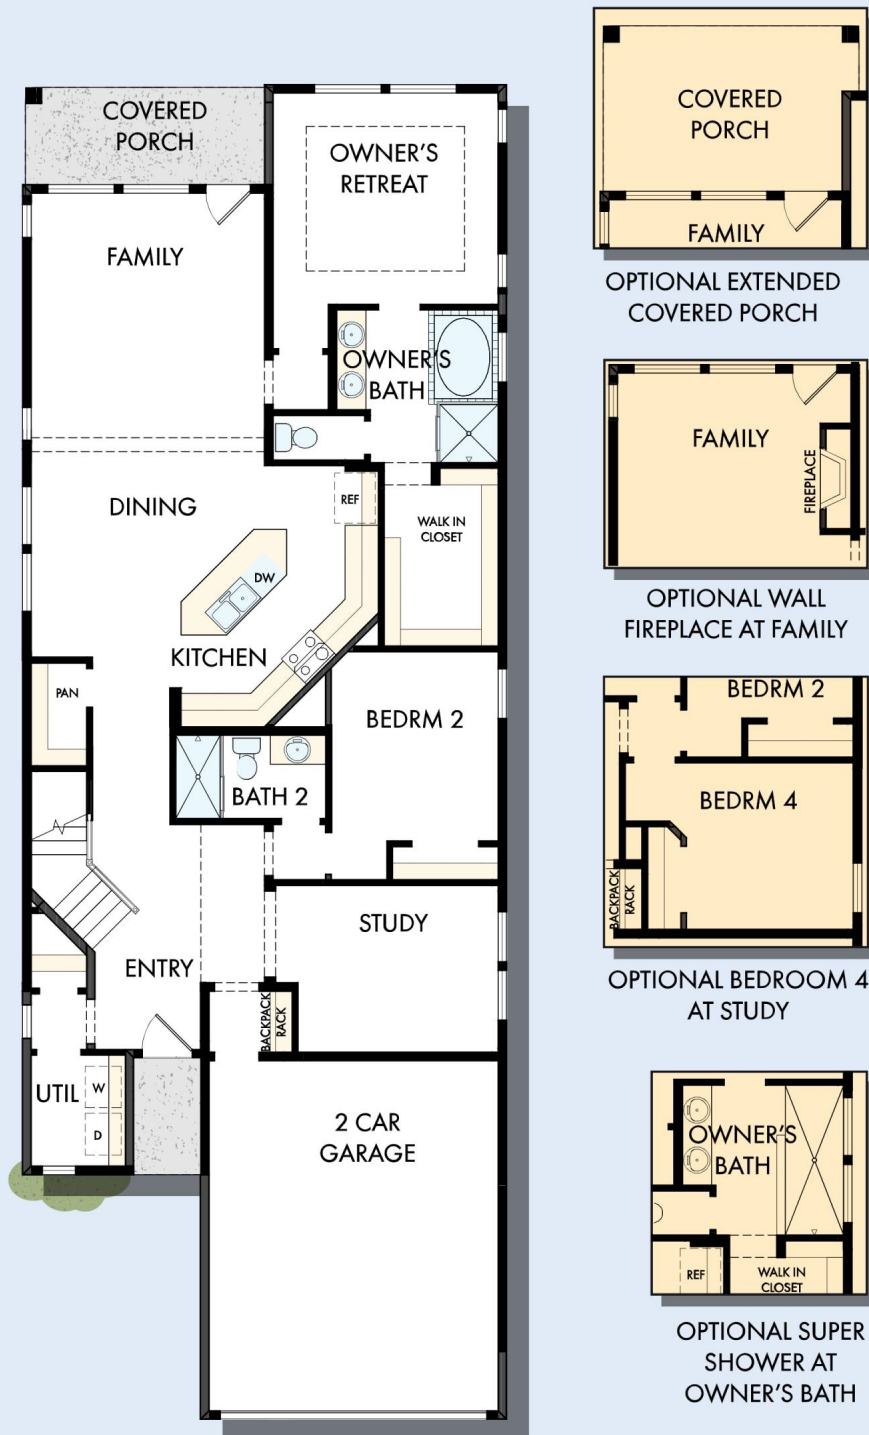 COVERED
PORCH
OWNER'S
RETREAT
FAMILY
OWNER'S
BATH
DINING
REF
WALK IN
CLOSET
DW
KITCHEN
PAN
BEDRM 2
BATH 2
STUDY
ENTRY
BACKPACK
RACK
UTIL
W
D
2 CAR
GARAGE
COVERED
PORCH
FAMILY
OPTIONAL EXTENDED
COVERED PORCH
FAMILY
FIREPLACE
OPTIONAL WALL
FIREPLACE AT FAMILY
BEDRM 2
BEDRM 4
BACKPACK
RACK
OPTIONAL BEDROOM 4
AT STUDY
OWNER'S
BATH
REF
WALK IN
CLOSET
OPTIONAL SUPER
SHOWER AT
OWNER'S BATH